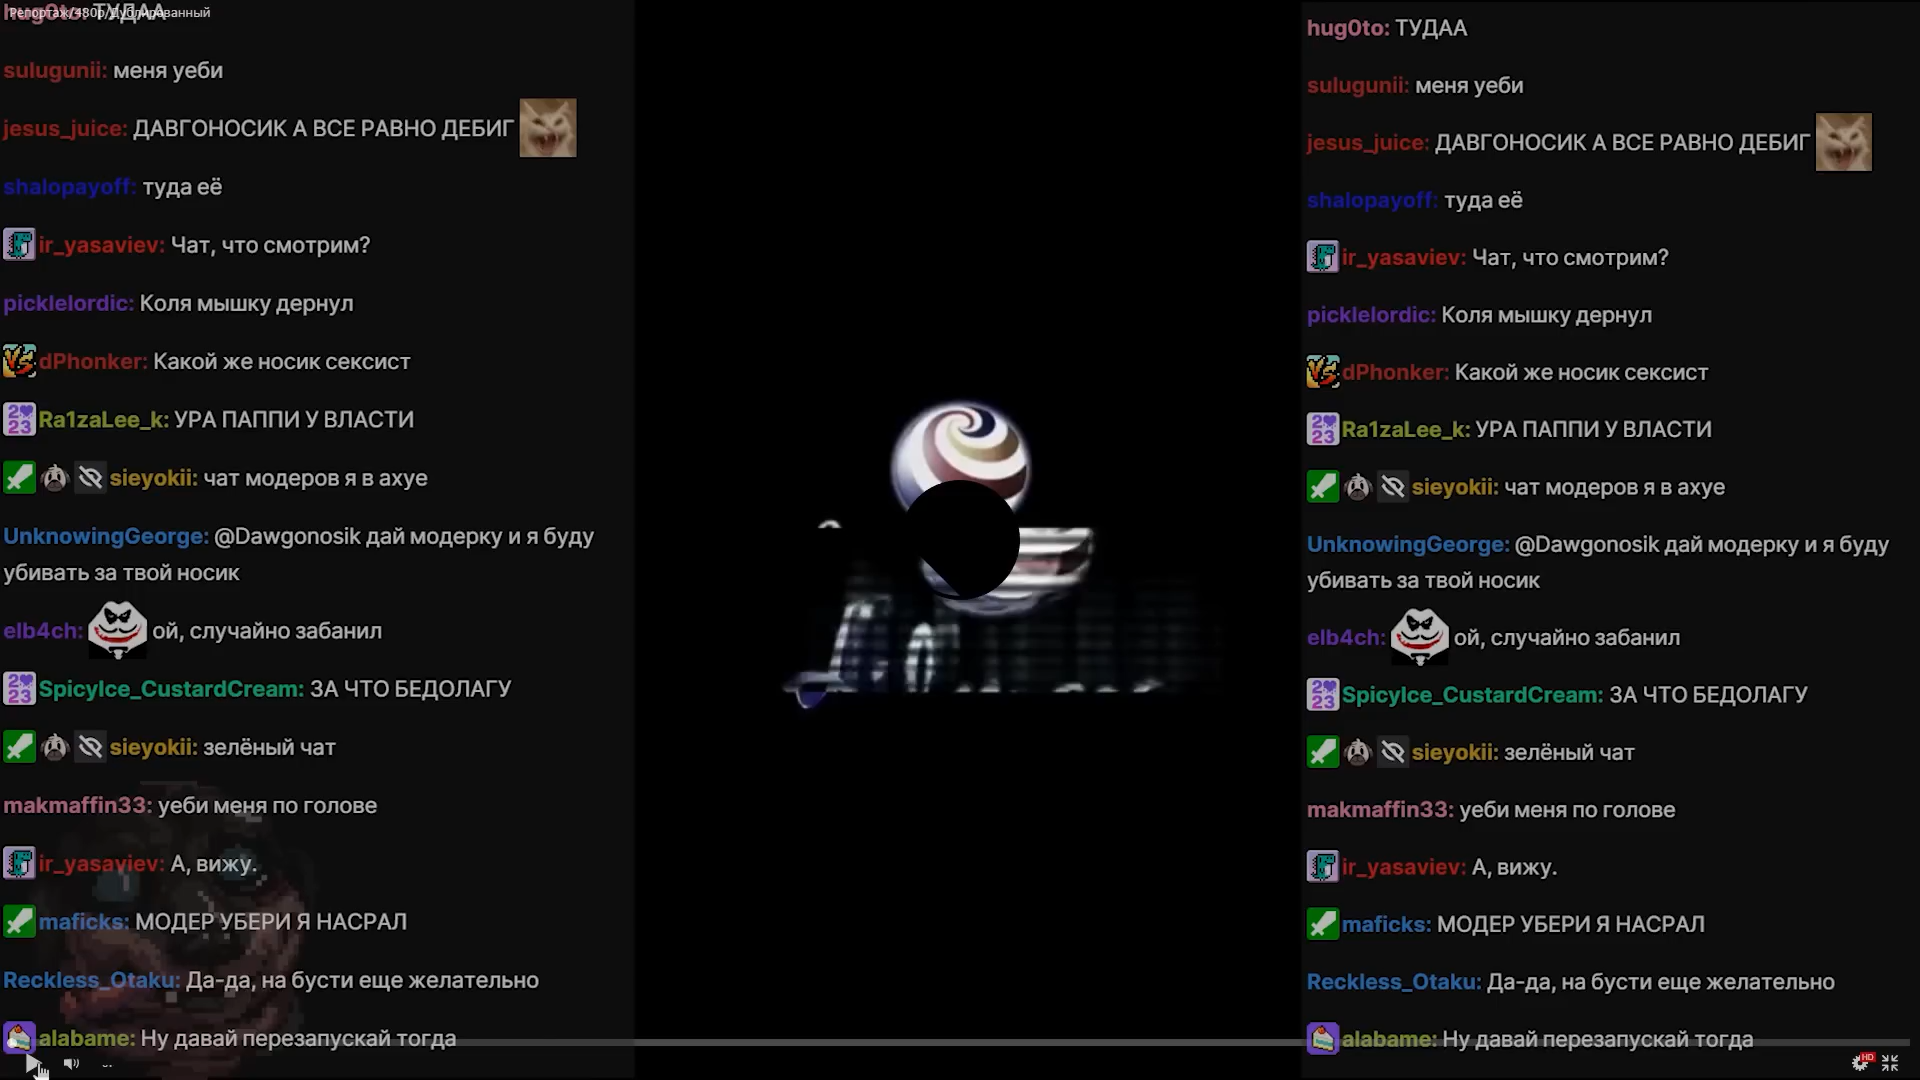 Репортаж/480p/Дублированный
hug0to: ТУДАА
sulugunii: меня уеби
jesus_juice: ДАВГОНОСИК А ВСЕ РАВНО ДЕБИГ
shalopayoff: туда её
ir_yasaviev: Чат, что смотрим?
picklelordic: Коля мышку дернул
dPhonker: Какой же носик сексист
Ra1zaLee_k: УРА ПАППИ У ВЛАСТИ
sieyokii: чат модеров я в ахуе
UnknowingGeorge: @Dawgonosik дай модерку и я буду
убивать за твой носик
elb4ch: ой, случайно забанил
SpicyIce_CustardCream: ЗА ЧТО БЕДОЛАГУ
sieyokii: зелёный чат
makmaffin33: уеби меня по голове
ir_yasaviev: А, вижу.
maficks: МОДЕР УБЕРИ Я НАСРАЛ
Reckless_Otaku: Да-да, на бусти еще желательно
alabame: Ну давай перезапускай тогда
hug0to: ТУДАА
sulugunii: меня уеби
jesus_juice: ДАВГОНОСИК А ВСЕ РАВНО ДЕБИГ
shalopayoff: туда её
ir_yasaviev: Чат, что смотрим?
picklelordic: Коля мышку дернул
dPhonker: Какой же носик сексист
Ra1zaLee_k: УРА ПАППИ У ВЛАСТИ
sieyokii: чат модеров я в ахуе
UnknowingGeorge: @Dawgonosik дай модерку и я буду
убивать за твой носик
elb4ch: ой, случайно забанил
SpicyIce_CustardCream: ЗА ЧТО БЕДОЛАГУ
sieyokii: зелёный чат
makmaffin33: уеби меня по голове
ir_yasaviev: А, вижу.
maficks: МОДЕР УБЕРИ Я НАСРАЛ
Reckless_Otaku: Да-да, на бусти еще желательно
alabame: Ну давай перезапускай тогда
HD